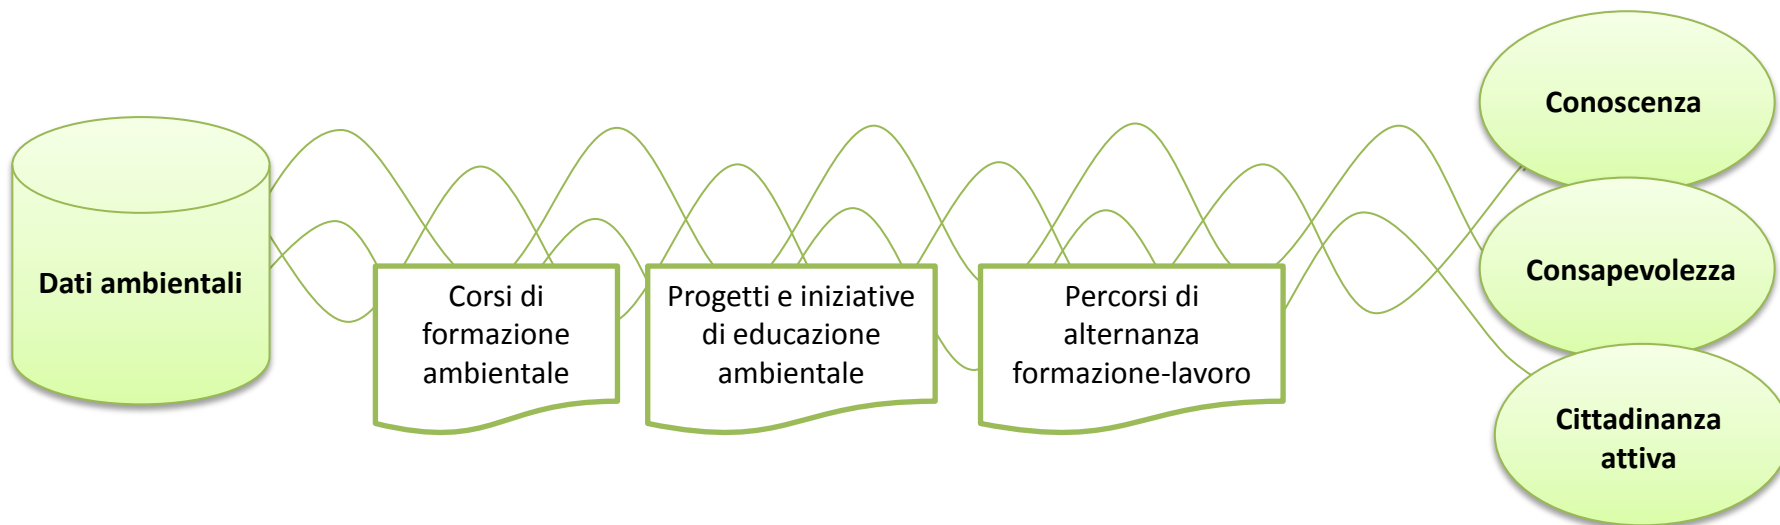 Dati ambientali
Corsi di
formazione
ambientale
Progetti e iniziative
di educazione
ambientale
Percorsi di
alternanza
formazione-lavoro
Conoscenza
Consapevolezza
Cittadinanza
attiva